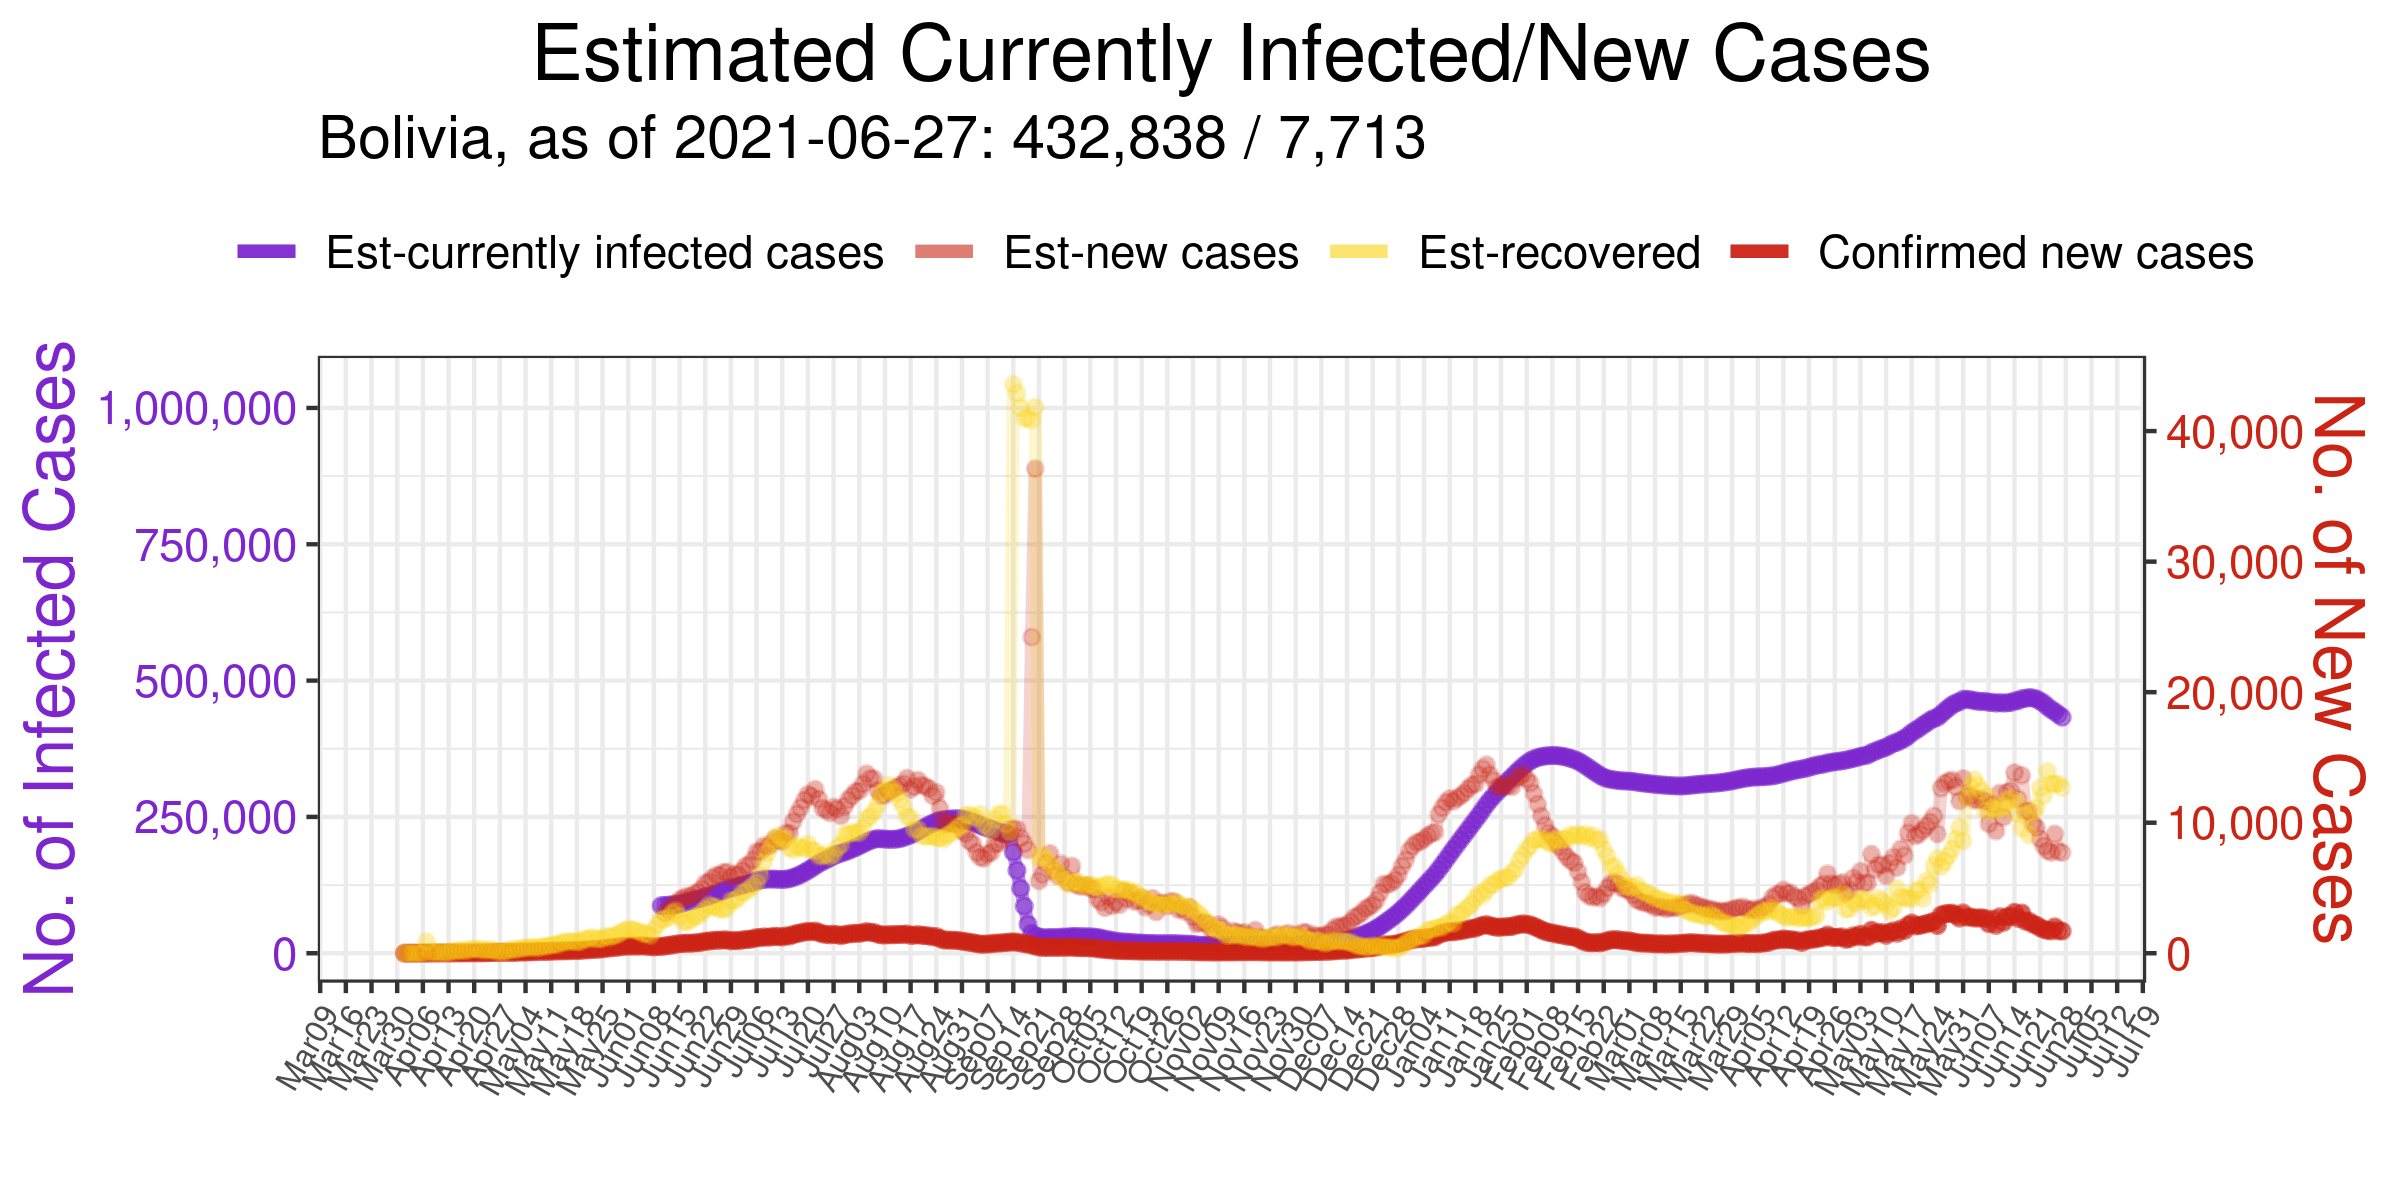 Estimated Currently Infected/New Cases
Bolivia, as of 2021-06-27: 432,838 / 7,713
Est-currently infected cases
Est-new cases
Est-recovered
Confirmed new cases
No. of Infected Cases
1,000,000
750,000
500,000
250,000
0
40,000
30,000
20,000
10,000
0
No. of New Cases
Mar09
Mar16
Mar23
Mar30
Apr06
Apr13
Apr20
Apr27
May04
May11
May18
May25
Jun01
Jun08
Jun15
Jun22
Jun29
Jul06
Jul13
Jul20
Jul27
Aug03
Aug10
Aug17
Aug24
Aug31
Sep07
Sep14
Sep21
Sep28
Oct05
Oct12
Oct19
Oct26
Nov02
Nov09
Nov16
Nov23
Nov30
Dec07
Dec14
Dec21
Dec28
Jan04
Jan11
Jan18
Jan25
Feb01
Feb08
Feb15
Feb22
Mar01
Mar08
Mar15
Mar22
Mar29
Apr05
Apr12
Apr19
Apr26
May03
May10
May17
May24
May31
Jun07
Jun14
Jun21
Jun28
Jul05
Jul12
Jul19